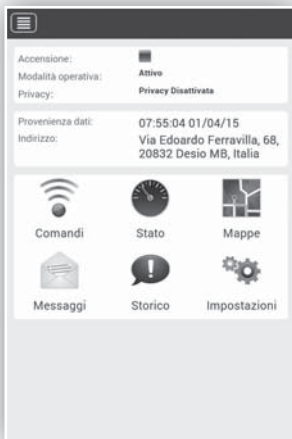 Accensione:
Modalità operativa: Attivo
Privacy: Privacy Disattivata
Provenienza dati: 07:55:04 01/04/15
Indirizzo: Via Edoardo Ferravilla, 68,
20832 Desio MB, Italia
Comandi Stato Mappe
Messaggi Storico Impostazioni